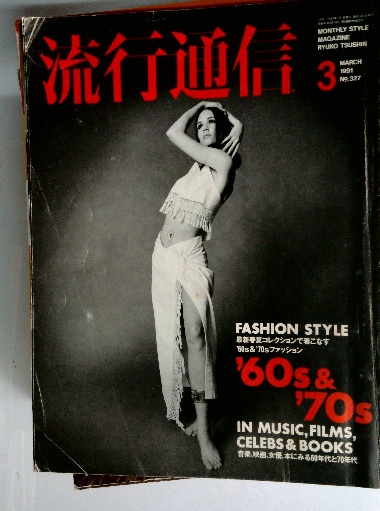 MONTHLY STYLE
MAGAZINE
RYUKO TSUSHIN
流行通信
3
MARCH
1991
NO.327
FASHION STYLE
最新春夏コレクションで着こなす
'60s&'70sファッション
'60s &
'70s
IN MUSIC, FILMS,
CELEBS & BOOKS
音楽、映画、女優、本にみる60年代と70年代